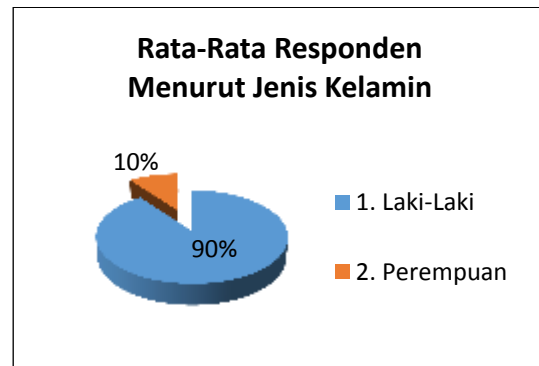 Rata-Rata Responden
Menurut Jenis Kelamin
10%
90%
1. Laki-Laki
2. Perempuan